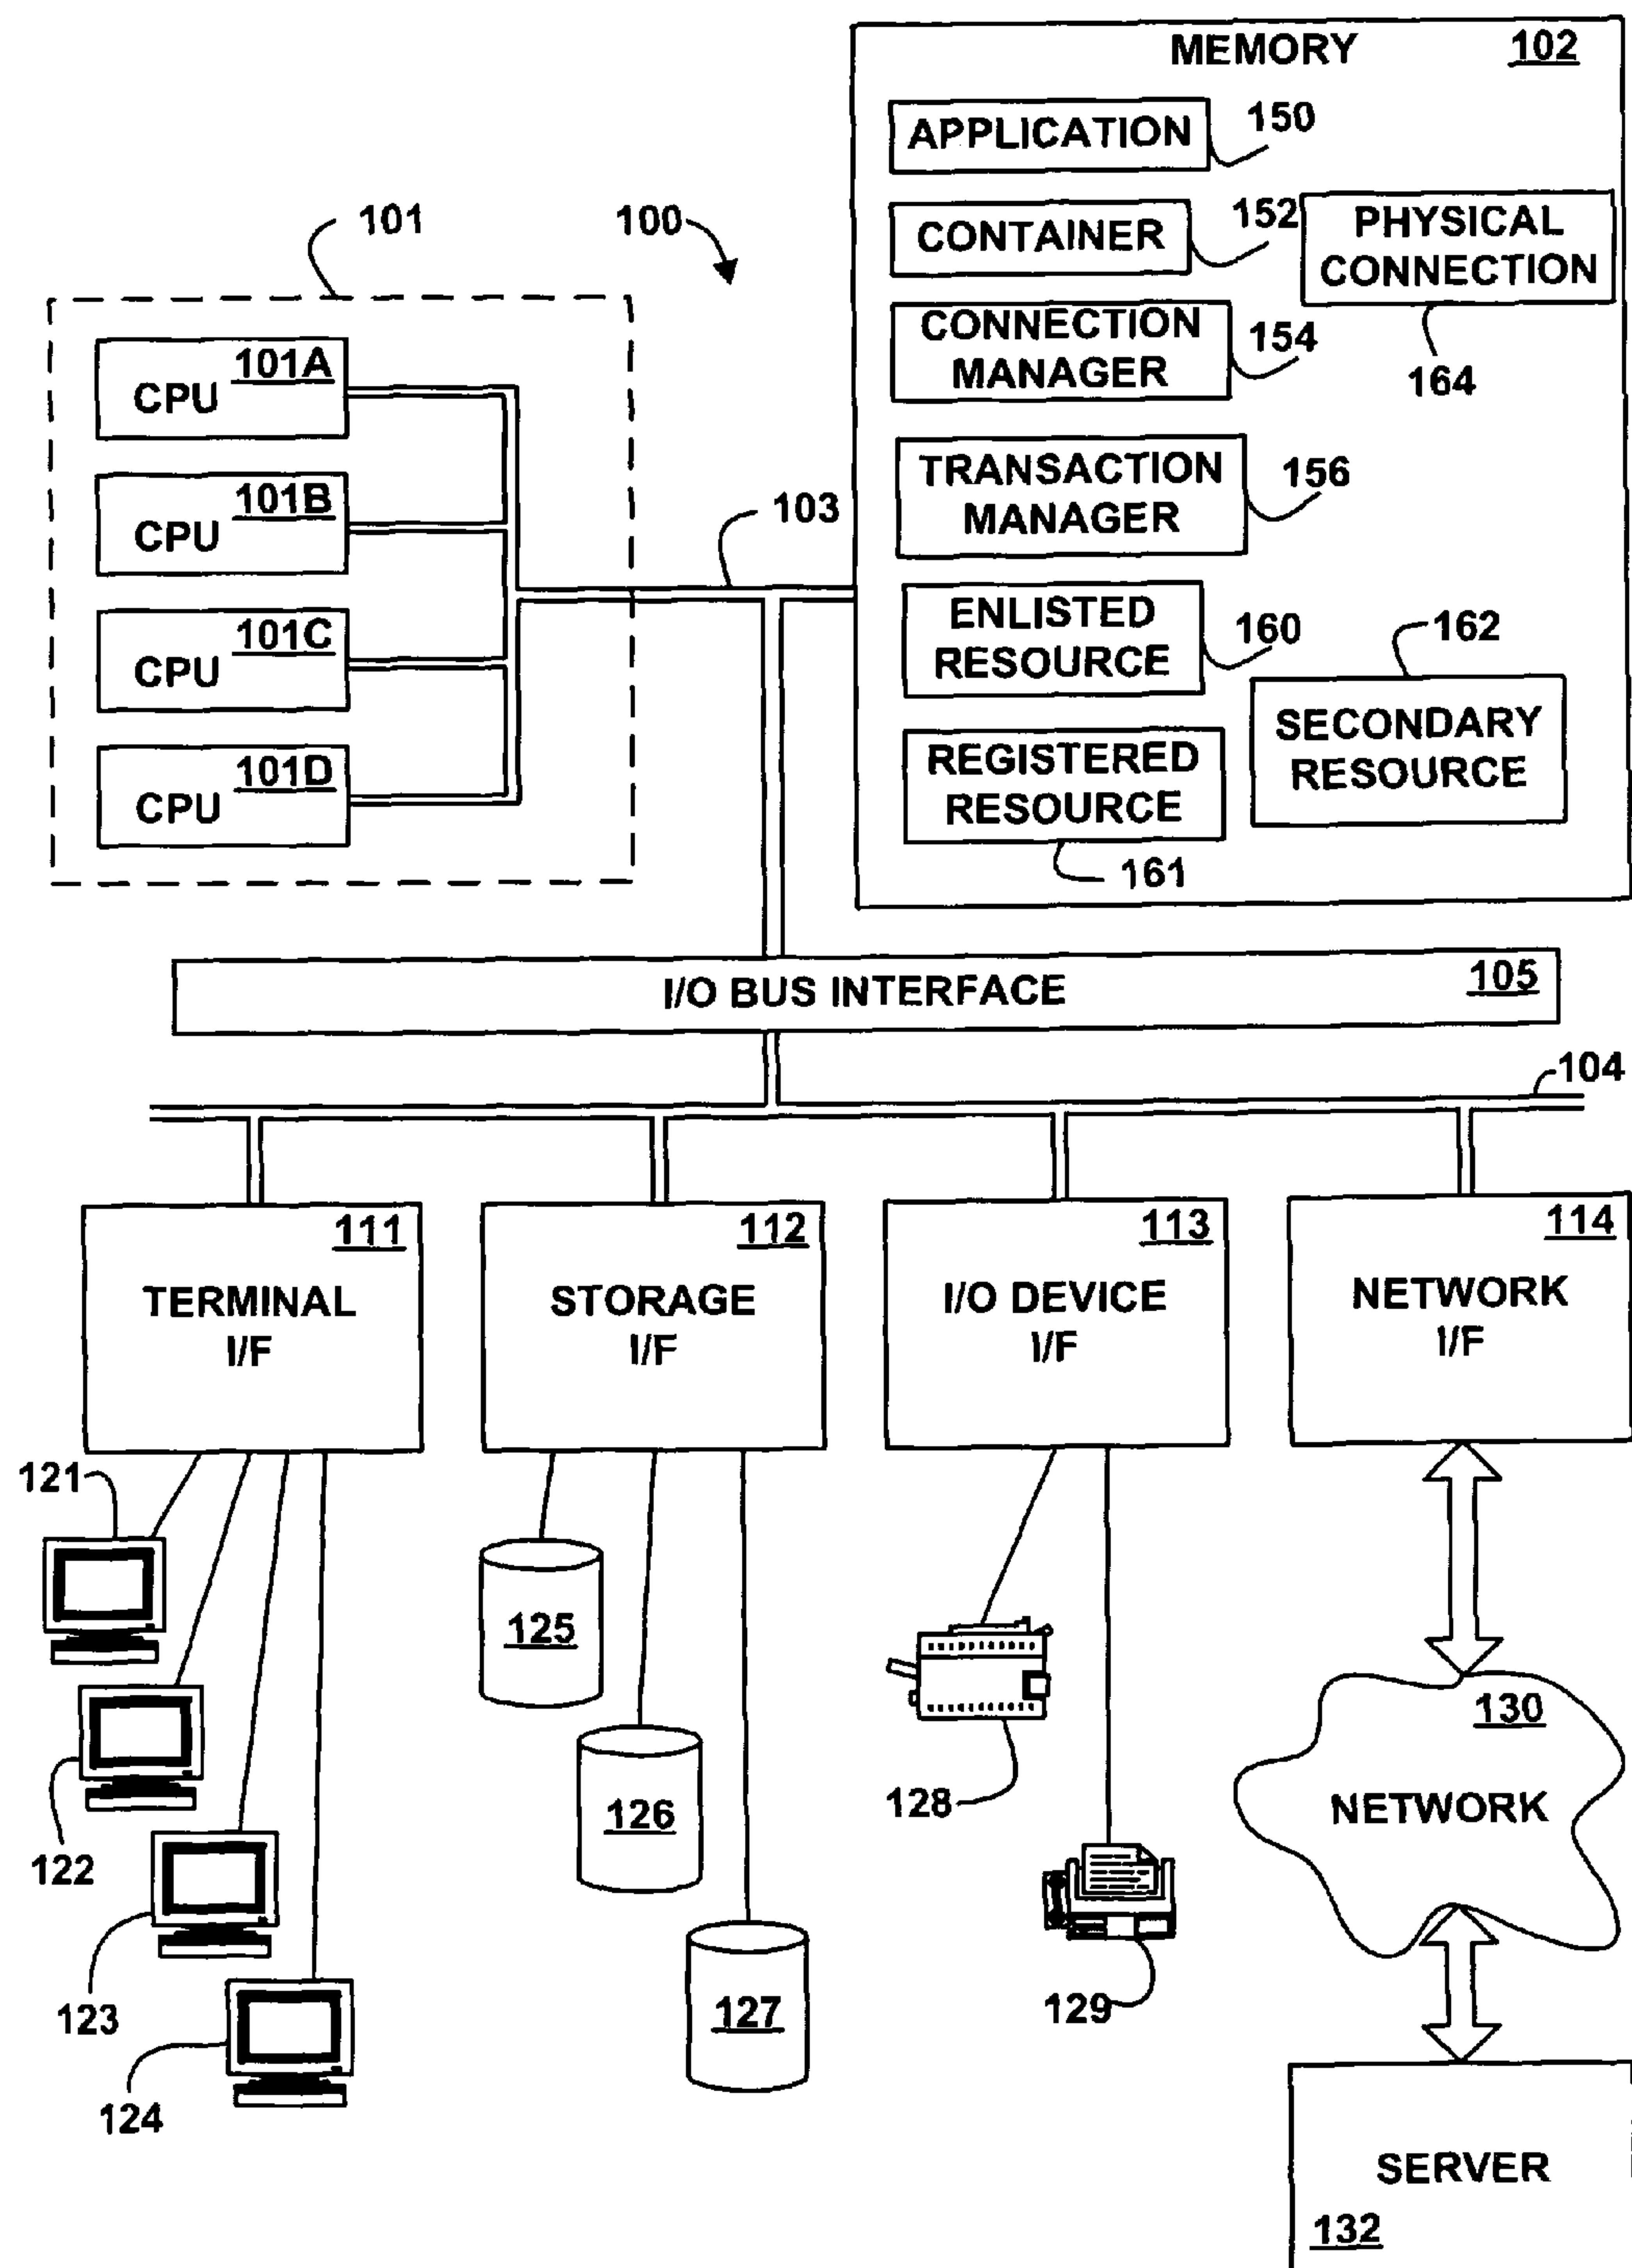 MEMORY 102
APPLICATION
150
CONTAINER
152
PHYSICAL
CONNECTION
164
CONNECTION
MANAGER
154
TRANSACTION
MANAGER
156
ENLISTED
RESOURCE
160
162
SECONDARY
RESOURCE
REGISTERED
RESOURCE
161
101
100
101A
CPU
101B
CPU
101C
CPU
101D
CPU
103
I/O BUS INTERFACE 105
104
111
TERMINAL
I/F
112
STORAGE
I/F
113
I/O DEVICE
I/F
114
NETWORK
I/F
121
122
123
124
125
126
127
128
129
130
NETWORK
SERVER
132